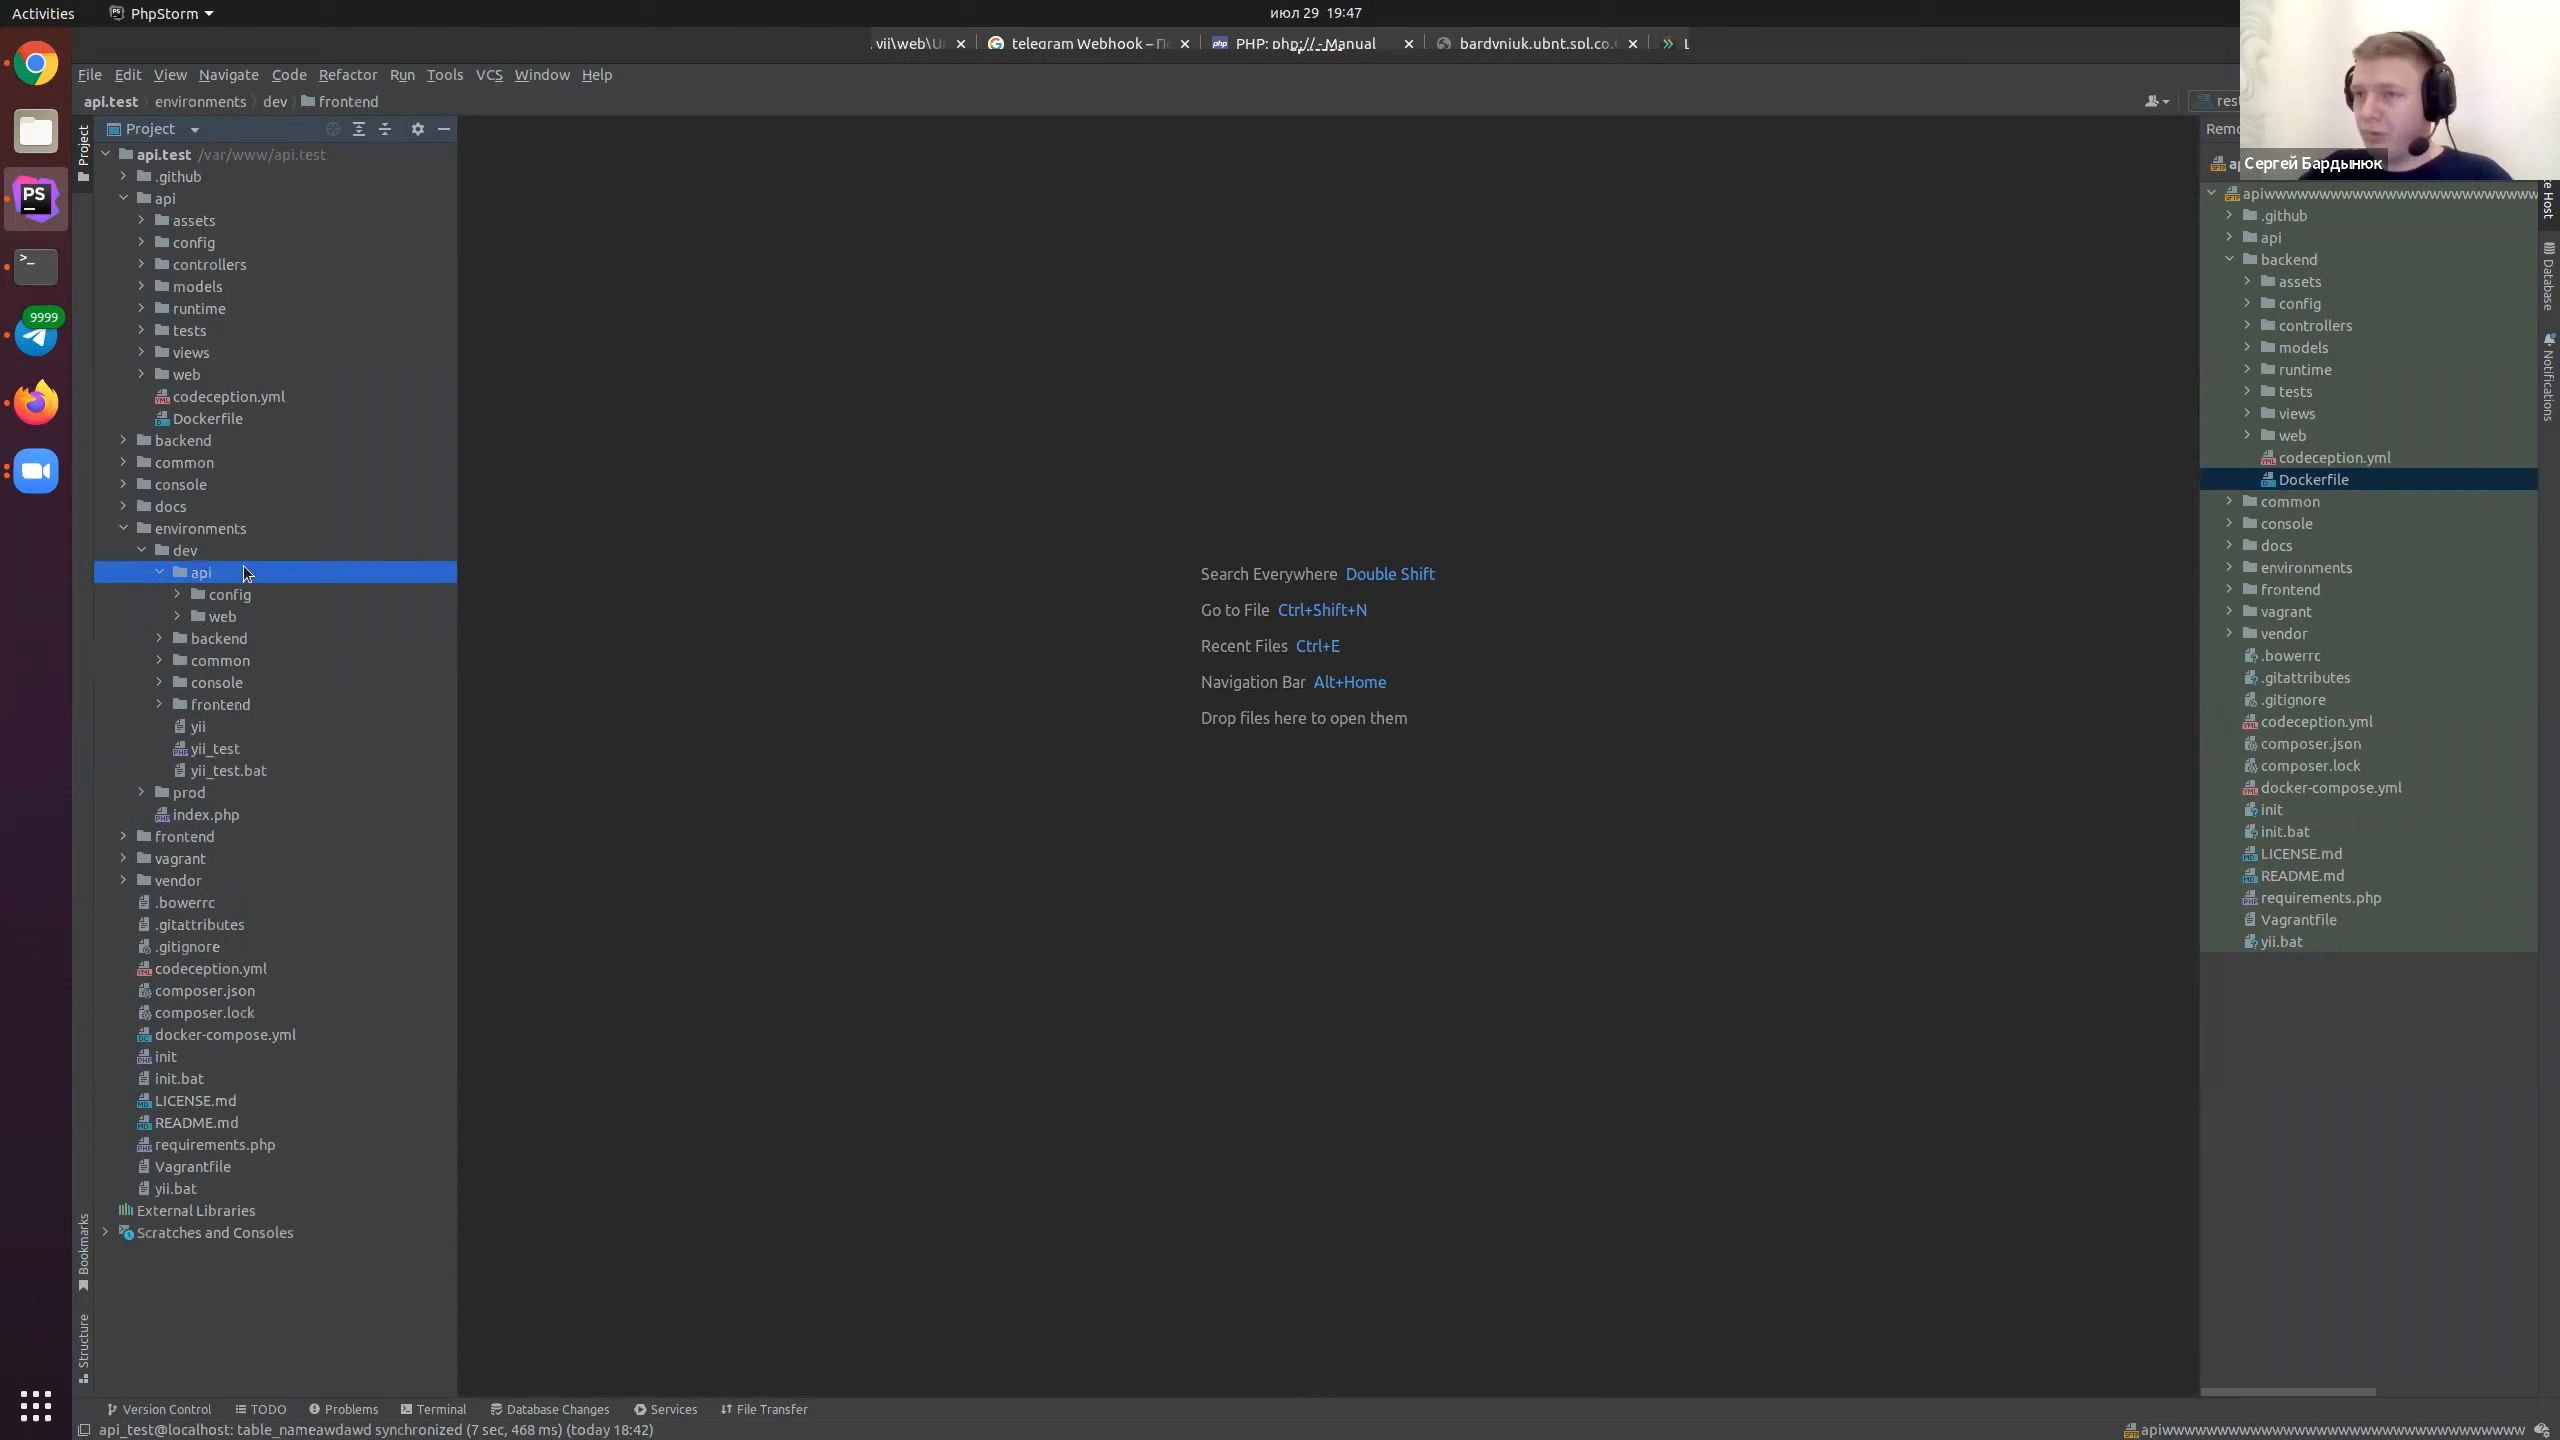 Activities
PhpStorm
июл 29 19:47
telegram Webhook – П
PHP: php:// - Manual
File Edit View Navigate Code Refactor Run Tools VCS Window Help
api.test environments dev frontend
Сергей Бардынюк
Project
api.test /var/www/api.test
.github
api
assets
config
controllers
models
runtime
tests
views
web
codeception.yml
Dockerfile
backend
common
console
docs
environments
dev
api
config
web
backend
common
console
frontend
yii
yii_test
yii_test.bat
prod
index.php
frontend
vagrant
vendor
.bowerrc
.gitattributes
.gitignore
codeception.yml
composer.json
composer.lock
docker-compose.yml
init
init.bat
LICENSE.md
README.md
requirements.php
Vagrantfile
yii.bat
External Libraries
Scratches and Consoles
9999
PS
Project
Bookmarks
Structure
Search Everywhere Double Shift
Go to File Ctrl+Shift+N
Recent Files Ctrl+E
Navigation Bar Alt+Home
Drop files here to open them
.github
api
backend
assets
config
controllers
models
runtime
tests
views
web
codeception.yml
Dockerfile
common
console
docs
environments
frontend
vagrant
vendor
.bowerrc
.gitattributes
.gitignore
codeception.yml
composer.json
composer.lock
docker-compose.yml
init
init.bat
LICENSE.md
README.md
requirements.php
Vagrantfile
yii.bat
Host
Database
Notifications
Version Control TODO Problems Terminal Database Changes Services File Transfer
api_test@localhost: table_nameawdawd synchronized (7 sec, 468 ms) (today 18:42)